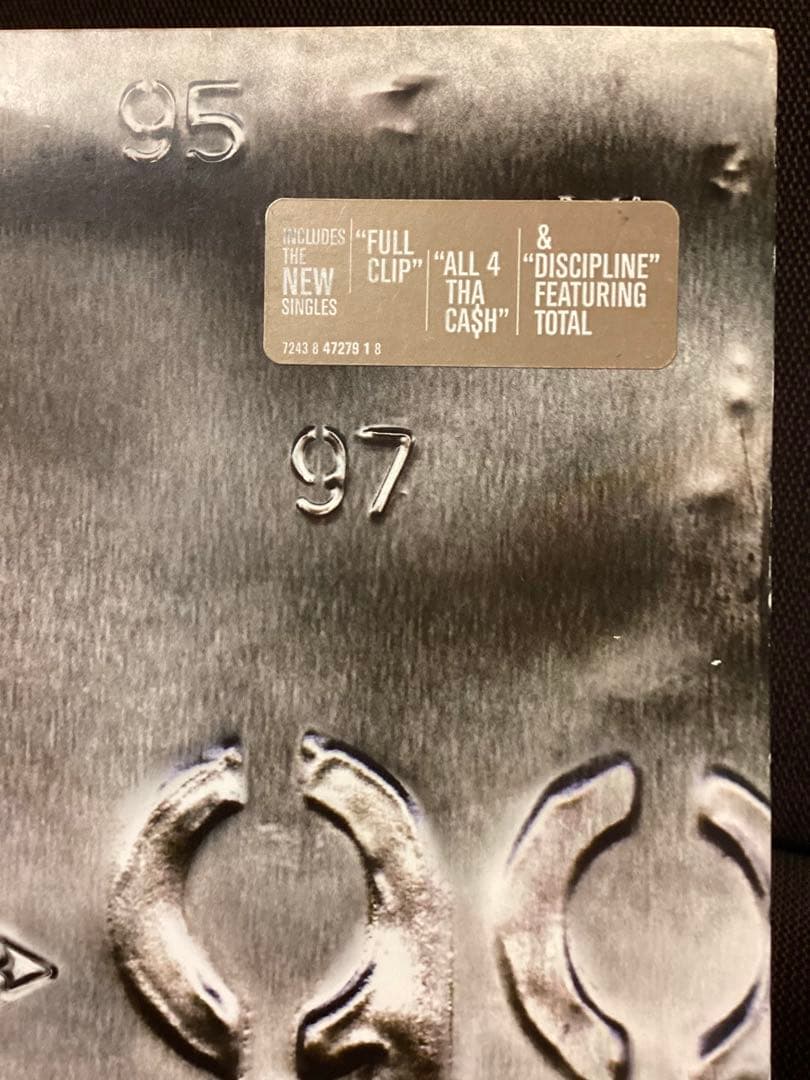 95
INCLUDES
THE
NEW
SINGLES
"FULL
CLIP"
"ALL 4
THA
CA$H"
&
"DISCIPLINE"
FEATURING
TOTAL
7243 8 47279 1 8
97